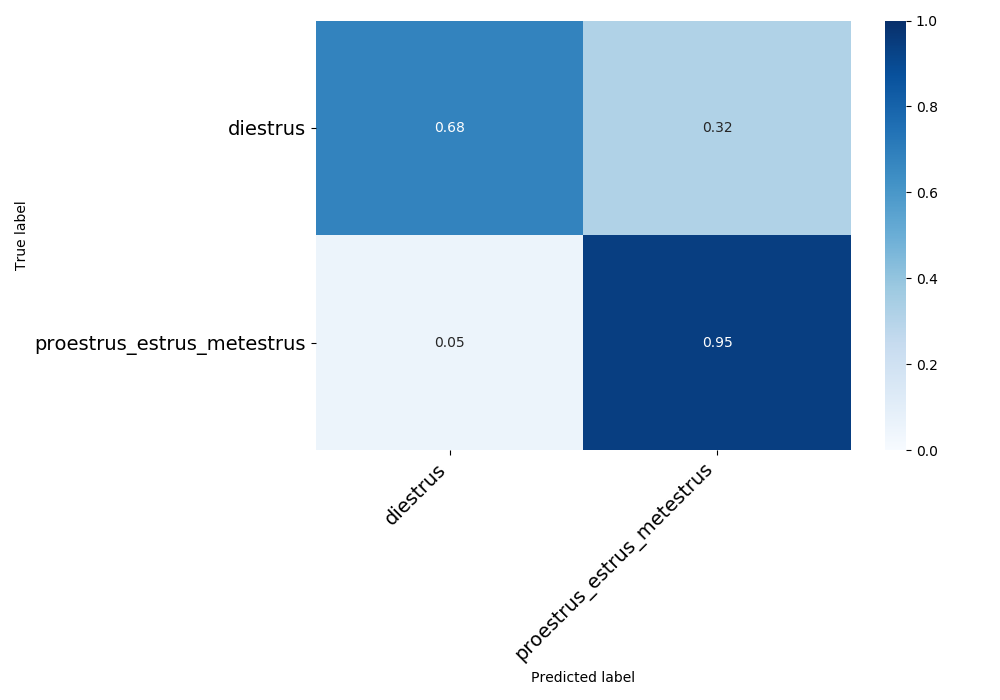 True label
diestrus
0.68
0.32
proestrus_estrus_metestrus
0.05
0.95
diestrus
proestrus_estrus_metestrus
Predicted label
1.0
0.8
0.6
0.4
0.2
0.0